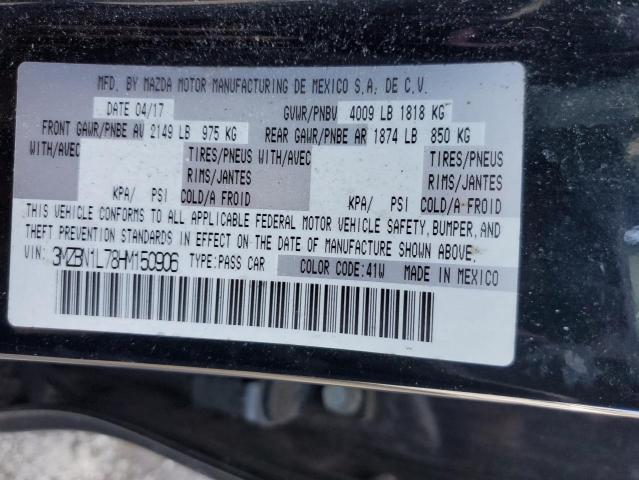 MFD. BY MAZDA MOTOR MANUFACTURING DE MEXICO S.A. DE C.V.
DATE 04/17 GVWR/PNBV 4009 LB 1818 KG
FRONT GAWR/PNBE AV 2149 LB 975 KG REAR GAWR/PNBE AR 1874 LB 850 KG
WITH/AVEC TIRES/PNEUS WITH/AVEC TIRES/PNEUS
RIMS/JANTES RIMS/JANTES
KPA/ PSI COLD/A FROID KPA/ PSI COLD/A FROID
THIS VEHICLE CONFORMS TO ALL APPLICABLE FEDERAL MOTOR VEHICLE SAFETY, BUMPER, AND
THEFT PREVENTION STANDARDS IN EFFECT ON THE DATE OF MANUFACTURE SHOWN ABOVE.
VIN: 3MZBN1L78HM150906 TYPE:PASS CAR COLOR CODE:41W MADE IN MEXICO